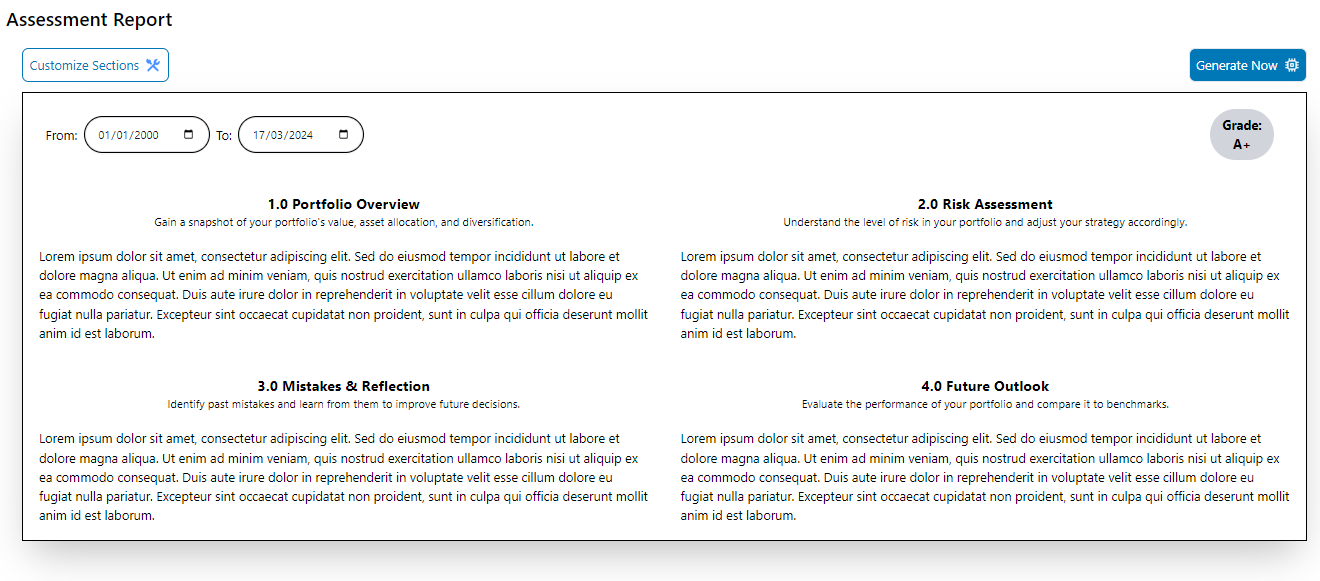 Assessment Report
Customize Sections
Generate Now
From: 01/01/2000 To: 17/03/2024
Grade:
A+
1.0 Portfolio Overview
Gain a snapshot of your portfolio's value, asset allocation, and diversification.
Lorem ipsum dolor sit amet, consectetur adipiscing elit. Sed do eiusmod tempor incididunt ut labore et
dolore magna aliqua. Ut enim ad minim veniam, quis nostrud exercitation ullamco laboris nisi ut aliquip ex
ea commodo consequat. Duis aute irure dolor in reprehenderit in voluptate velit esse cillum dolore eu
fugiat nulla pariatur. Excepteur sint occaecat cupidatat non proident, sunt in culpa qui officia deserunt mollit
anim id est laborum.
2.0 Risk Assessment
Understand the level of risk in your portfolio and adjust your strategy accordingly.
Lorem ipsum dolor sit amet, consectetur adipiscing elit. Sed do eiusmod tempor incididunt ut labore et
dolore magna aliqua. Ut enim ad minim veniam, quis nostrud exercitation ullamco laboris nisi ut aliquip ex
ea commodo consequat. Duis aute irure dolor in reprehenderit in voluptate velit esse cillum dolore eu
fugiat nulla pariatur. Excepteur sint occaecat cupidatat non proident, sunt in culpa qui officia deserunt mollit
anim id est laborum.
3.0 Mistakes & Reflection
Identify past mistakes and learn from them to improve future decisions.
Lorem ipsum dolor sit amet, consectetur adipiscing elit. Sed do eiusmod tempor incididunt ut labore et
dolore magna aliqua. Ut enim ad minim veniam, quis nostrud exercitation ullamco laboris nisi ut aliquip ex
ea commodo consequat. Duis aute irure dolor in reprehenderit in voluptate velit esse cillum dolore eu
fugiat nulla pariatur. Excepteur sint occaecat cupidatat non proident, sunt in culpa qui officia deserunt mollit
anim id est laborum.
4.0 Future Outlook
Evaluate the performance of your portfolio and compare it to benchmarks.
Lorem ipsum dolor sit amet, consectetur adipiscing elit. Sed do eiusmod tempor incididunt ut labore et
dolore magna aliqua. Ut enim ad minim veniam, quis nostrud exercitation ullamco laboris nisi ut aliquip ex
ea commodo consequat. Duis aute irure dolor in reprehenderit in voluptate velit esse cillum dolore eu
fugiat nulla pariatur. Excepteur sint occaecat cupidatat non proident, sunt in culpa qui officia deserunt mollit
anim id est laborum.